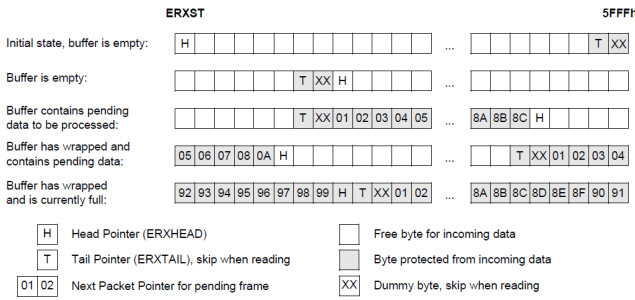 ERXST 5FFFh
Initial state, buffer is empty: H ... T XX
Buffer is empty: T XX H ...
Buffer contains pending
data to be processed: T XX 01 02 03 04 05 ... 8A 8B 8C H
Buffer has wrapped and
contains pending data: 05 06 07 08 0A H ... T XX 01 02 03 04
Buffer has wrapped
and is currently full: 92 93 94 95 96 97 98 99 H T XX 01 02 ... 8A 8B 8C 8D 8E 8F 90 91
H Head Pointer (ERXHEAD)
Free byte for incoming data
T Tail Pointer (ERXTAIL), skip when reading
Byte protected from incoming data
01 02 Next Packet Pointer for pending frame
XX Dummy byte, skip when reading